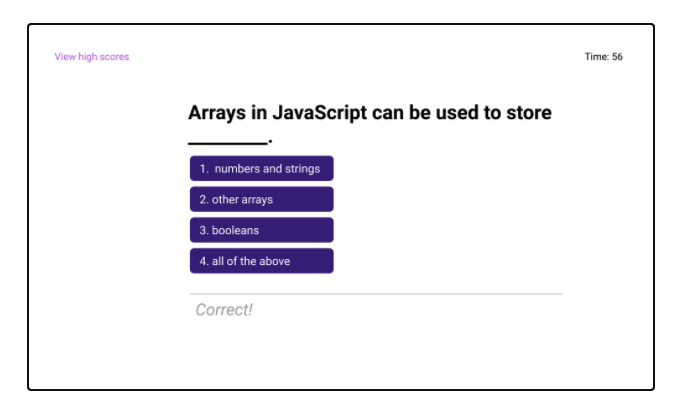 View high scores
Time: 56
Arrays in JavaScript can be used to store
________.
1. numbers and strings
2. other arrays
3. booleans
4. all of the above
Correct!